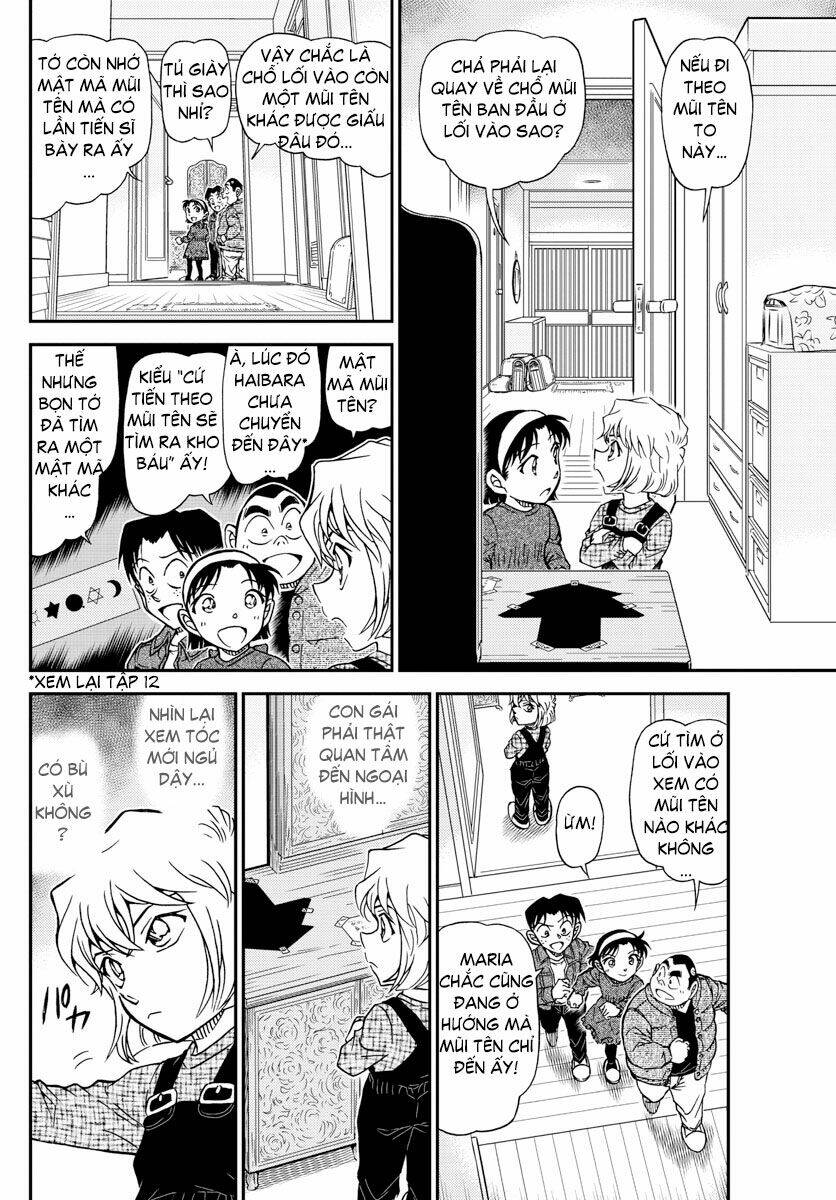 NẾU ĐI
THEO
MŨI TÊN
TO
NÀY...
CHẢ PHẢI LẠI
QUAY VỀ CHỔ MŨI
TÊN BAN ĐẦU Ở
LỐI VÀO SAO?
VẬY CHẮC LÀ
CHỔ LỐI VÀO CÒN
MỘT MŨI TÊN
KHÁC ĐƯỢC GIẤU
ĐÂU ĐÓ...
TỦ GIÀY
THÌ SAO
NHỈ?
TỚ CÒN NHỚ
MẬT MÃ MŨI
TÊN MÀ CÓ
LẦN TIẾN SĨ
BÀY RA ẤY
...
MẬT
MÃ MŨI
TÊN?
À, LÚC ĐÓ
HAIBARA
CHƯA
CHUYỂN
ĐẾN ĐÂY*
...
KIỂU "CỨ
TIẾN THEO
MŨI TÊN SẼ
TÌM RA KHO
BÁU" ẤY!
THẾ
NHƯNG
BỌN TỚ
ĐÃ TÌM
RA MỘT
MẬT MÃ
KHÁC
...
*XEM LẠI TẬP 12
CỨ TÌM Ở
LỐI VÀO
XEM CÓ
MŨI TÊN
NÀO KHÁC
KHÔNG
...
ỪM!
MARIA
CHẮC CŨNG
ĐANG Ở
HƯỚNG MÀ
MŨI TÊN CHỈ
ĐẾN ẤY!
CON GÁI
PHẢI THẬT
QUAN TÂM
ĐẾN NGOẠI
HÌNH...
NHÌN LẠI
XEM TÓC
MỚI NGỦ
DẬY...
CÓ BÙ
XÙ
KHÔNG
?